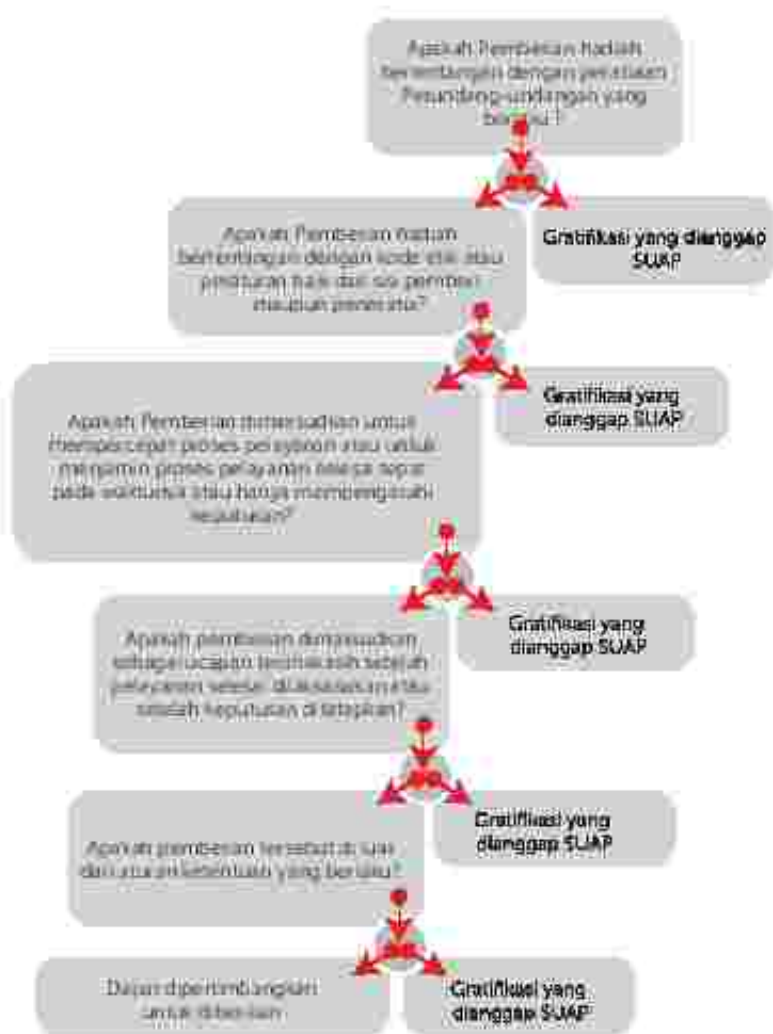 Apakah Pemberian hadiah
bertentangan dengan peraturan
Perundang-undangan yang
berlaku ?
Apakah Pemberian hadiah
bertentangan dengan kode etik atau
peraturan baik dari sisi pemberi
maupun penerima?
Gratifikasi yang dianggap
SUAP
Apakah Pemberian dimaksudkan untuk
mempercepat proses pelayanan atau untuk
menjamin proses pelayanan selesai tepat
pada waktunya atau hanya mempengaruhi
keputusan?
Gratifikasi yang
dianggap SUAP
Apakah pemberian dimaksudkan
sebagai ucapan terimakasih setelah
pelayanan selesai dilaksanakan atau
setelah keputusan ditetapkan?
Gratifikasi yang
dianggap SUAP
Apakah pemberian tersebut di luar
dari aturan ketentuan yang berlaku?
Gratifikasi yang
dianggap SUAP
Dapat dipertimbangkan
untuk diberikan
Gratifikasi yang
dianggap SUAP